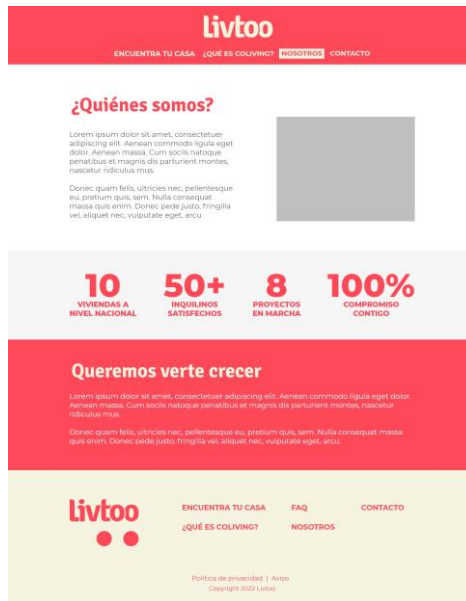 Livtoo
ENCUENTRA TU CASA ¿QUÉ ES COLIVING? NOSOTROS CONTACTO
¿Quiénes somos?
Lorem ipsum dolor sit amet, consectetuer
adipiscing elit. Aenean commodo ligula eget
dolor. Aenean massa. Cum sociis natoque
penatibus et magnis dis parturient montes,
nascetur ridiculus mus.
Donec quam felis, ultricies nec, pellentesque
eu, pretium quis, sem. Nulla consequat
massa quis enim. Donec pede justo, fringilla
vel, aliquet nec, vulputate eget, arcu.
10 50+ 8 100%
VIVIENDAS A INQUILINOS PROYECTOS COMPROMISO
NIVEL NACIONAL SATISFECHOS EN MARCHA CONTIGO
Queremos verte crecer
Lorem ipsum dolor sit amet, consectetuer adipiscing elit. Aenean commodo ligula eget dolor.
Aenean massa. Cum sociis natoque penatibus et magnis dis parturient montes, nascetur
ridiculus mus.
Donec quam felis, ultricies nec, pellentesque eu, pretium quis, sem. Nulla consequat massa
quis enim. Donec pede justo, fringilla vel, aliquet nec, vulputate eget, arcu.
Livtoo
ENCUENTRA TU CASA FAQ CONTACTO
¿QUÉ ES COLIVING? NOSOTROS
Política de privacidad | Aviso
Copyright 2022 Livtoo